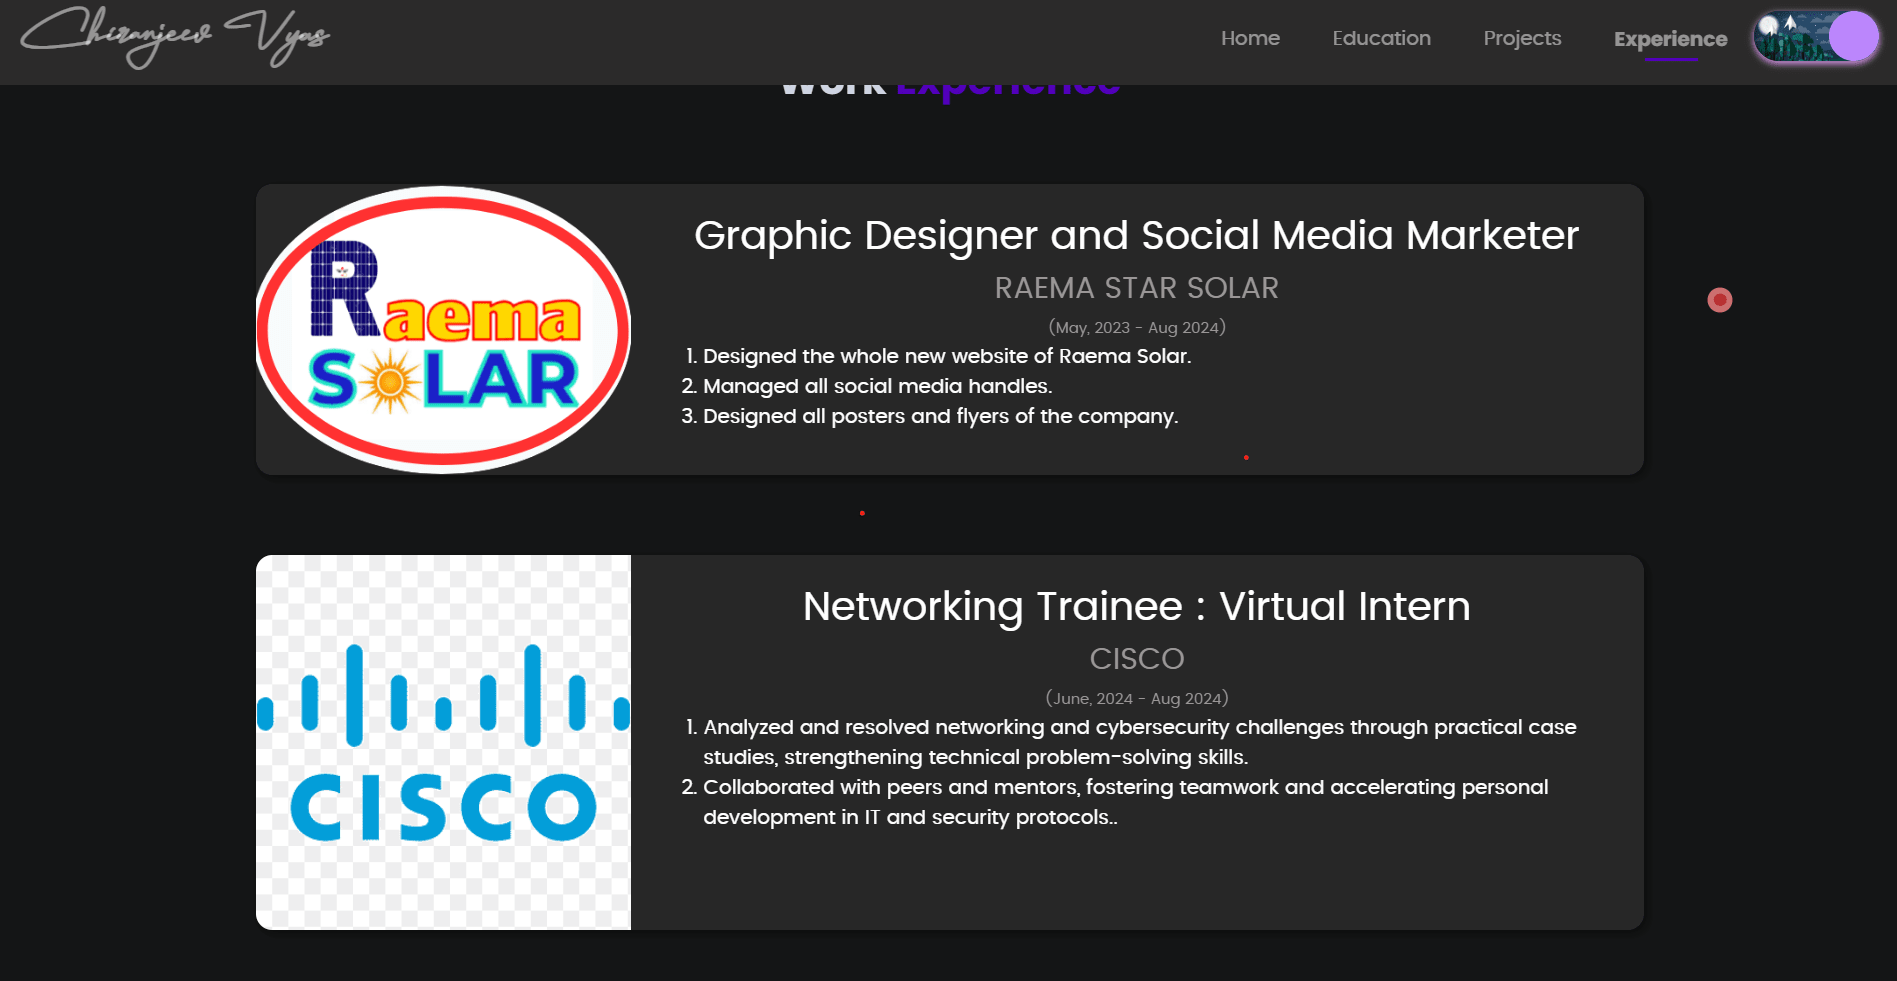 Chiranjeev Vyas
Home Education Projects Experience
Work Experience
Raema
SOLAR
Graphic Designer and Social Media Marketer
RAEMA STAR SOLAR
(May, 2023 - Aug 2024)
1. Designed the whole new website of Raema Solar.
2. Managed all social media handles.
3. Designed all posters and flyers of the company.
CISCO
Networking Trainee : Virtual Intern
CISCO
(June, 2024 - Aug 2024)
1. Analyzed and resolved networking and cybersecurity challenges through practical case
studies, strengthening technical problem-solving skills.
2. Collaborated with peers and mentors, fostering teamwork and accelerating personal
development in IT and security protocols..